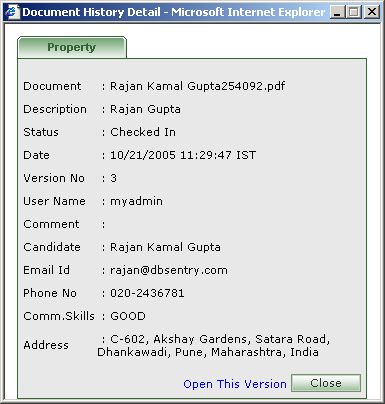 Document History Detail - Microsoft Internet Explorer
Property
Document : Rajan Kamal Gupta254092.pdf
Description : Rajan Gupta
Status : Checked In
Date : 10/21/2005 11:29:47 IST
Version No : 3
User Name : myadmin
Comment :
Candidate : Rajan Kamal Gupta
Email Id : rajan@dbsentry.com
Phone No : 020-2436781
Comm.Skills : GOOD
Address : C-602, Akshay Gardens, Satara Road,
Dhankawadi, Pune, Maharashtra, India
Open This Version Close